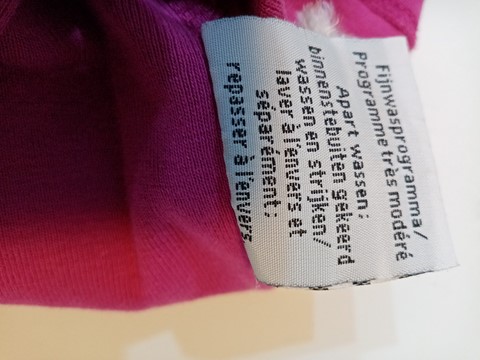 Fijnwasprogramma/
Programme très modéré
Apart wassen;
binnenstebuiten gekeerd
wassen en strijken/
laver à l'envers et
séparément;
repasser à l'envers